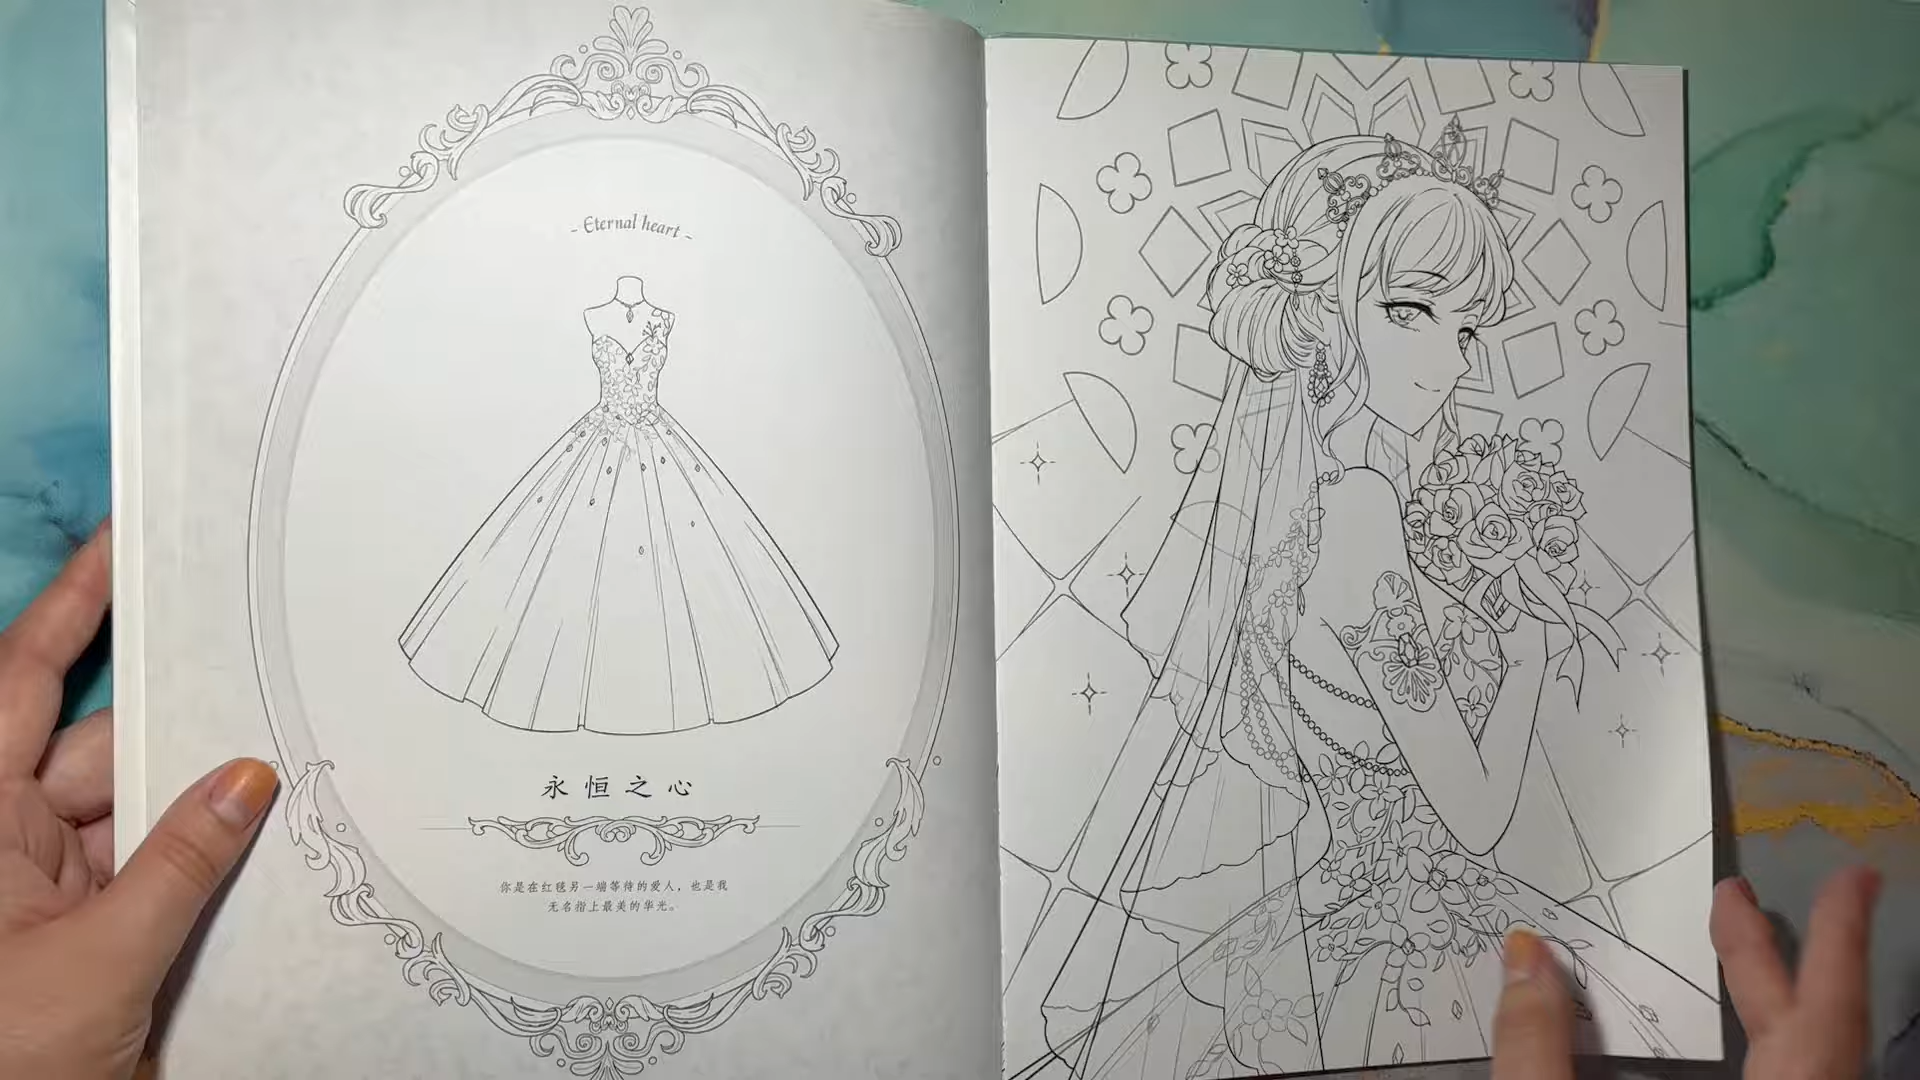 - Eternal heart -
永恒之心
你是在红毯另一端等待的爱人，也是我
无名指上最美的华光。